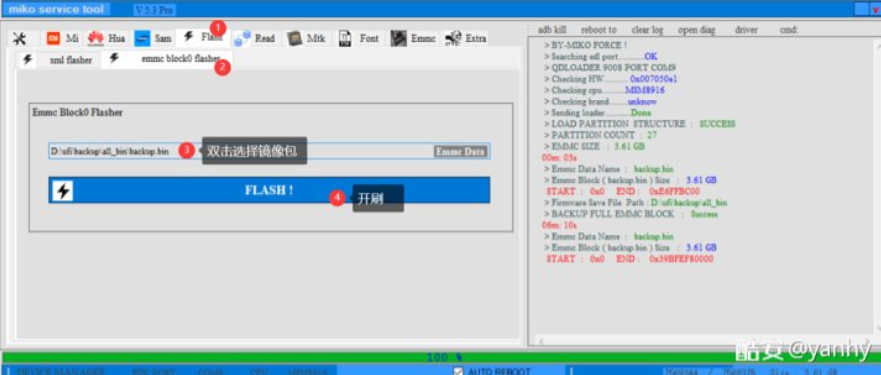 miko service tool V 5.3 Pro
Mi Hua Sam Flash Read Mtk Font Emmc Extra
1
xml flasher emmc block0 flasher
2
Emmc Block0 Flasher
D:\ufi\backup\all_bin\backup.bin 3 双击选择镜像包 Emmc Data
FLASH ! 4 开刷
adb kill reboot to clear log open diag driver cmd:
> BY-MIKO FORCE !
> Searching edl port..........OK
> QDLOADER 9008 PORT COM9
> Checking HW.......... 0x007050e1
> Checking cpu..........MSM8916
> Checking brand........unknow
> Sending loader...........Done
> LOAD PARTITION STRUCTURE : SUCCESS
> PARTITION COUNT : 27
> EMMC SIZE : 3.61 GB
00m: 03s
> Emmc Data Name : backup.bin
> Emmc Block ( backup.bin ) Size : 3.61 GB
START : 0x0 END : 0xE6FFBC00
> Firmware Save File Path : D:\ufi\backup\all_bin
> BACKUP FULL EMMC BLOCK : Success
06m: 10s
> Emmc Data Name : backup.bin
> Emmc Block ( backup.bin ) Size : 3.61 GB
START : 0x0 END : 0x39BFEF80000
酷安 @yanhy
100 %
DEVICE MANAGER EDL PORT COM9 CPU MSM8916 AUTO REBOOT